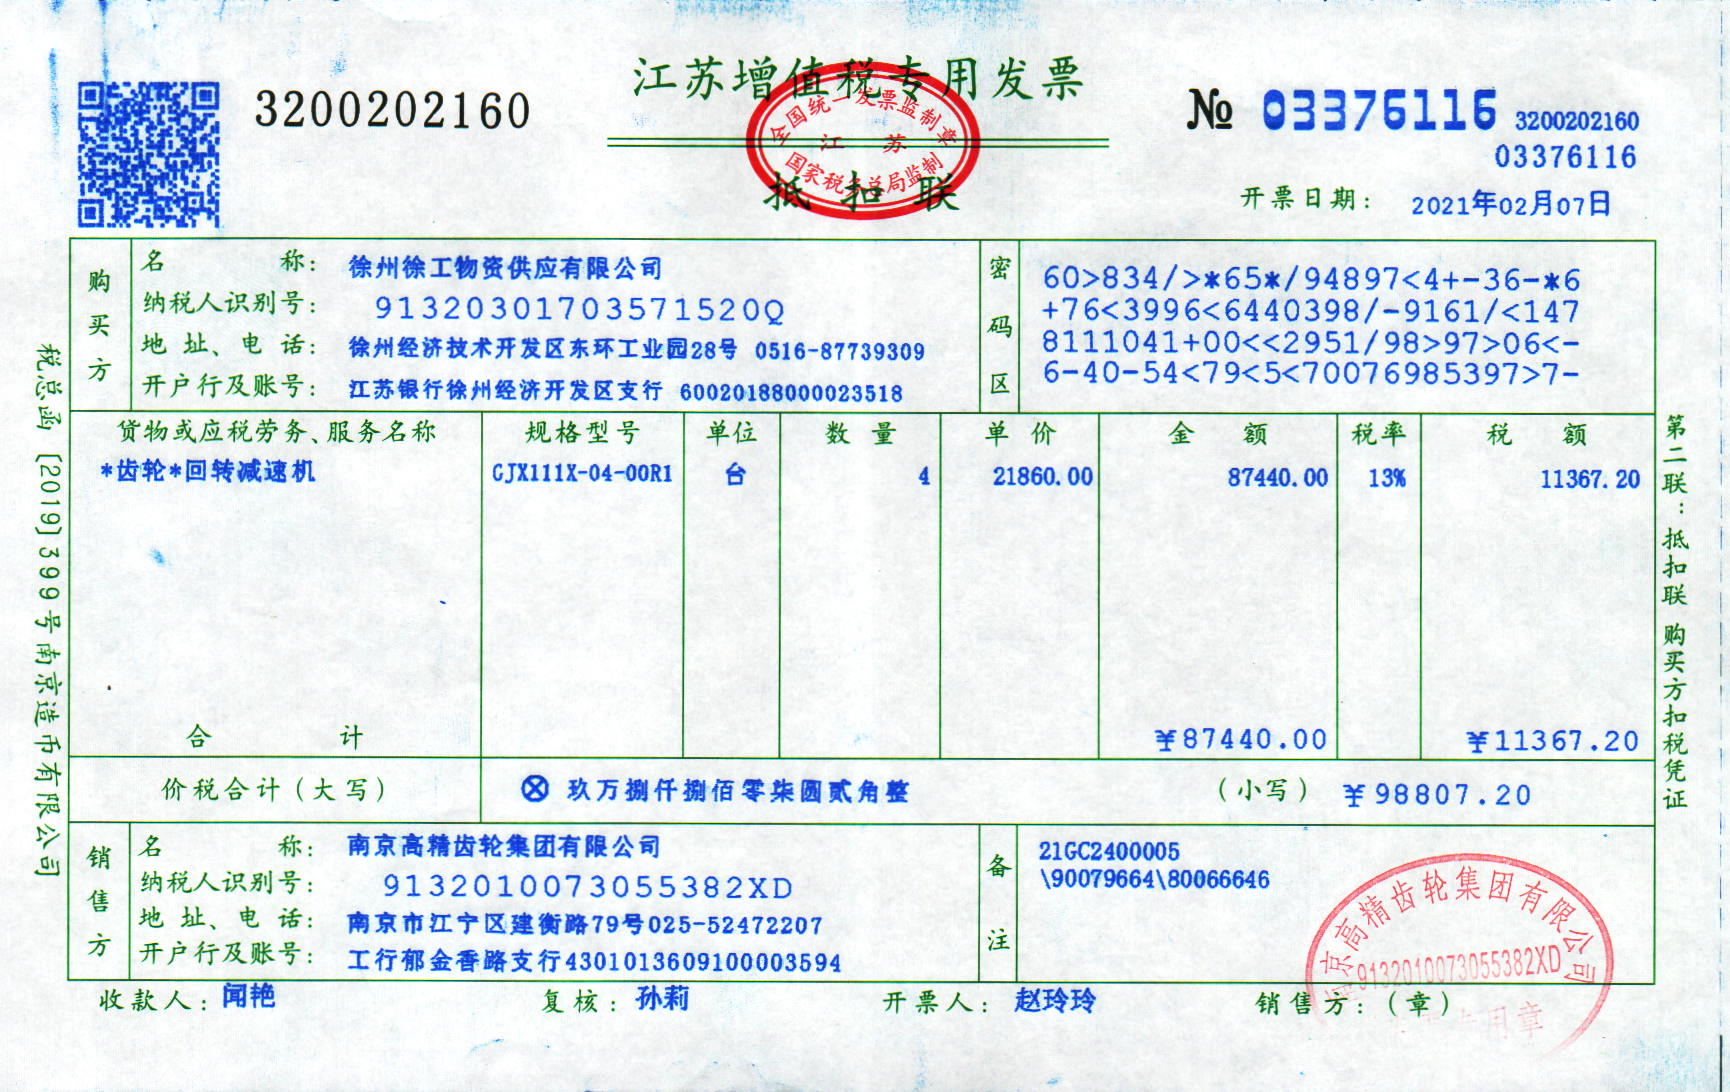 江苏增值税专用发票
3200202160
№ 03376116 3200202160
03376116
全国统一发票监制章
江 苏
国家税务总局监制
抵扣联
开票日期： 2021年02月07日
购买方
名 称： 徐州徐工物资供应有限公司
纳税人识别号： 91320301703571520Q
地 址、电 话： 徐州经济技术开发区东环工业园28号 0516-87739309
开户行及账号： 江苏银行徐州经济开发区支行 60020188000023518
密码区
60>834/>*65*/94897<4+-36-*6
+76<3996<6440398/-9161/<147
8111041+00<<2951/98>97>06<-
6-40-54<79<5<70076985397>7-
货物或应税劳务、服务名称 规格型号 单位 数 量 单 价 金 额 税率 税 额
*齿轮*回转减速机 GJX111X-04-00R1 台 4 21860.00 87440.00 13% 11367.20
合 计 ￥87440.00 ￥11367.20
价税合计（大写） ⊗ 玖万捌仟捌佰零柒圆贰角整 （小写） ￥98807.20
销售方
名 称： 南京高精齿轮集团有限公司
纳税人识别号： 9132010073055382XD
地 址、电 话： 南京市江宁区建衡路79号025-52472207
开户行及账号： 工行郁金香路支行4301013609100003594
备注
21GC2400005
\90079664\80066646
收款人： 闻艳 复核： 孙莉 开票人： 赵玲玲 销售方：（章）
京高精齿轮集团有限公司
9132010073055382XD
用章
税总函〔2019〕399号南京造币有限公司
第二联：抵扣联 购买方扣税凭证